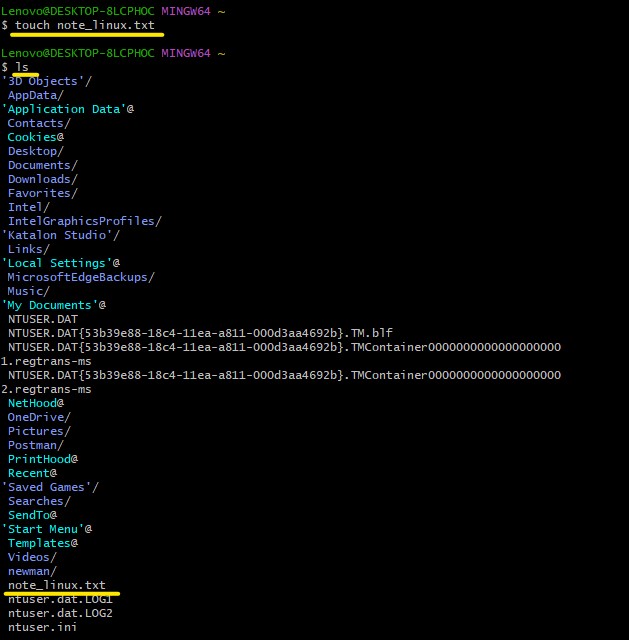 Lenovo@DESKTOP-8LCPHOC MINGW64 ~
$ touch note_linux.txt
Lenovo@DESKTOP-8LCPHOC MINGW64 ~
$ ls
'3D Objects'/
AppData/
'Application Data'@
Contacts/
Cookies@
Desktop/
Documents/
Downloads/
Favorites/
Intel/
IntelGraphicsProfiles/
'Katalon Studio'/
Links/
'Local Settings'@
MicrosoftEdgeBackups/
Music/
'My Documents'@
NTUSER.DAT
NTUSER.DAT{53b39e88-18c4-11ea-a811-000d3aa4692b}.TM.blf
NTUSER.DAT{53b39e88-18c4-11ea-a811-000d3aa4692b}.TMContainer0000000000000000000
1.regtrans-ms
NTUSER.DAT{53b39e88-18c4-11ea-a811-000d3aa4692b}.TMContainer0000000000000000000
2.regtrans-ms
NetHood@
OneDrive/
Pictures/
Postman/
PrintHood@
Recent@
'Saved Games'/
Searches/
SendTo@
'Start Menu'@
Templates@
Videos/
newman/
note_linux.txt
ntuser.dat.LOG1
ntuser.dat.LOG2
ntuser.ini